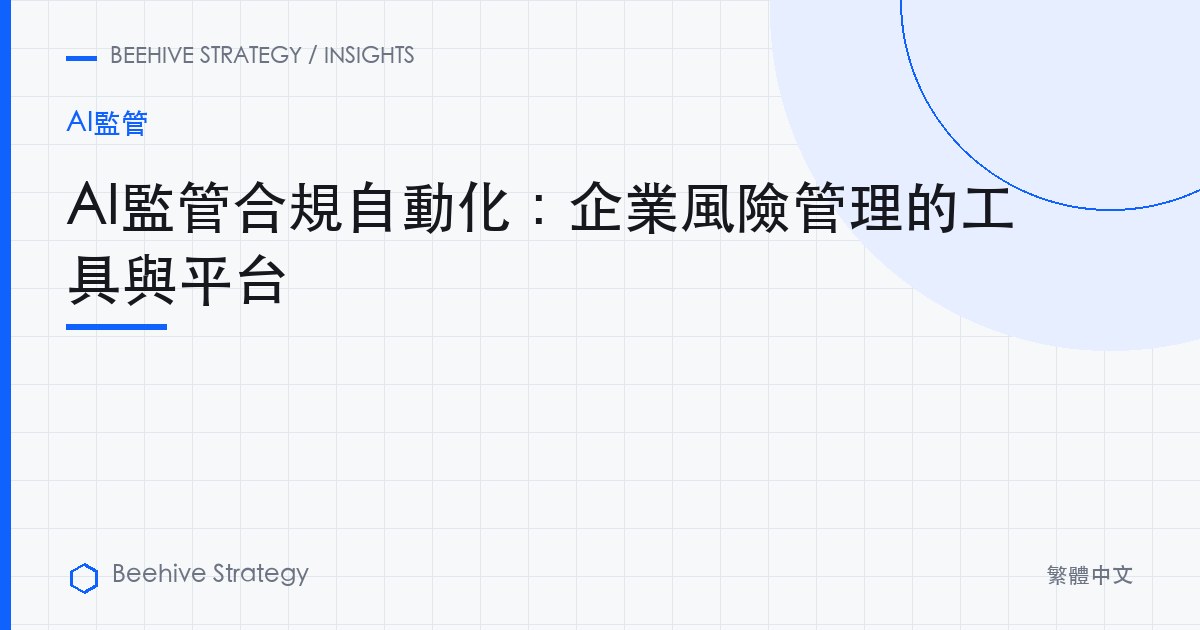 BEEHIVE STRATEGY / INSIGHTS
AI監管
AI監管合規自動化：企業風險管理的工
具與平台
Beehive Strategy
繁體中文